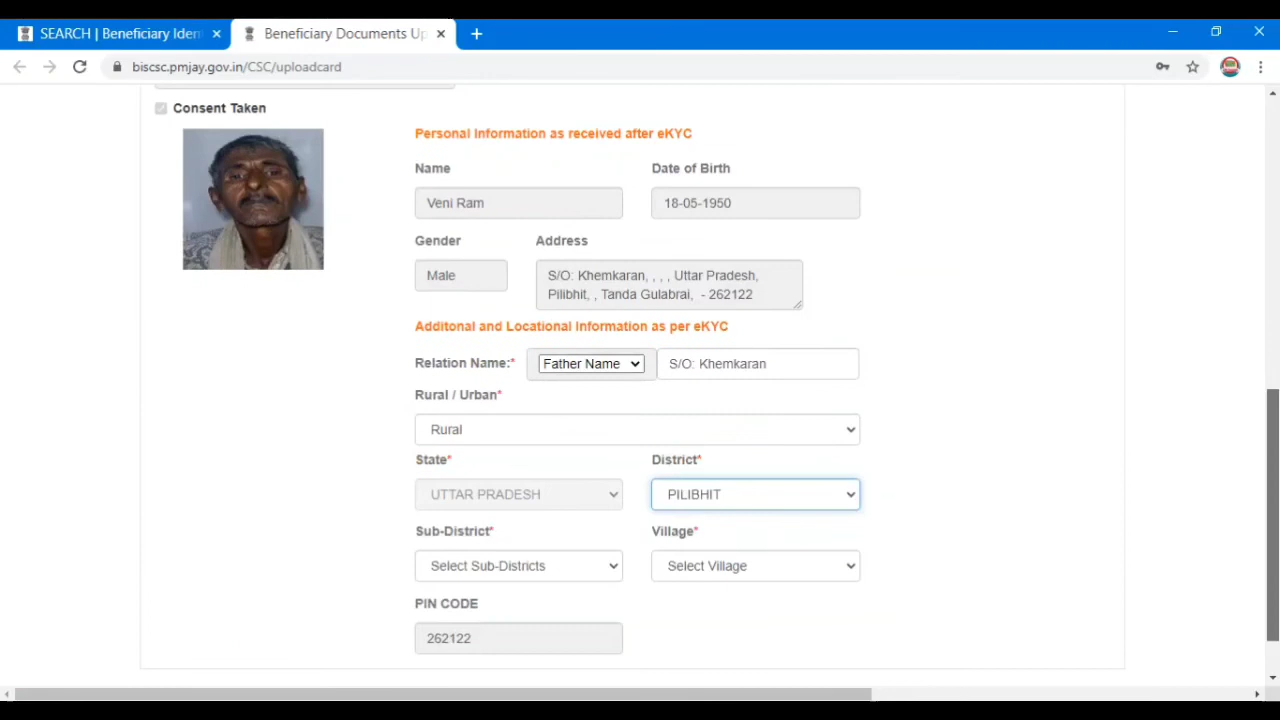 SEARCH | Beneficiary Iden
Beneficiary Documents Up
biscsc.pmjay.gov.in/CSC/uploadcard
Consent Taken
Personal Information as received after eKYC
Name Date of Birth
Veni Ram 18-05-1950
Gender Address
Male S/O: Khemkaran, , , , Uttar Pradesh,
Pilibhit, , Tanda Gulabrai, - 262122
Additonal and Locational Information as per eKYC
Relation Name:* Father Name S/O: Khemkaran
Rural / Urban*
Rural
State* District*
UTTAR PRADESH PILIBHIT
Sub-District* Village*
Select Sub-Districts Select Village
PIN CODE
262122